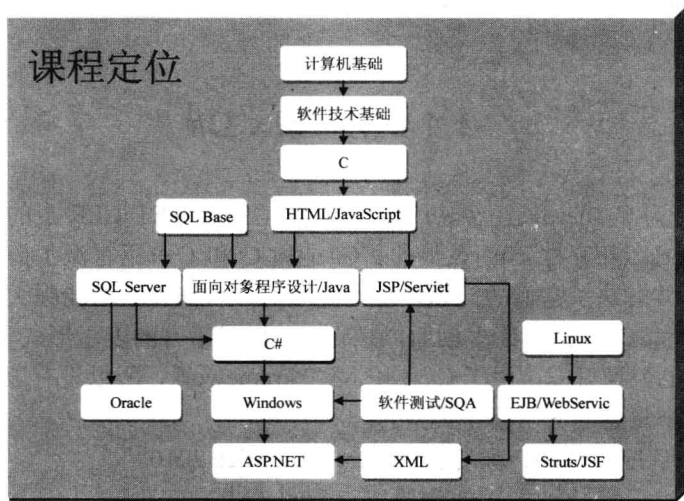 课程定位
计算机基础
软件技术基础
C
SQL Base
HTML/JavaScript
SQL Server
面向对象程序设计/Java
JSP/Serviet
C#
Linux
Oracle
Windows
软件测试/SQA
EJB/WebServic
ASP.NET
XML
Struts/JSF